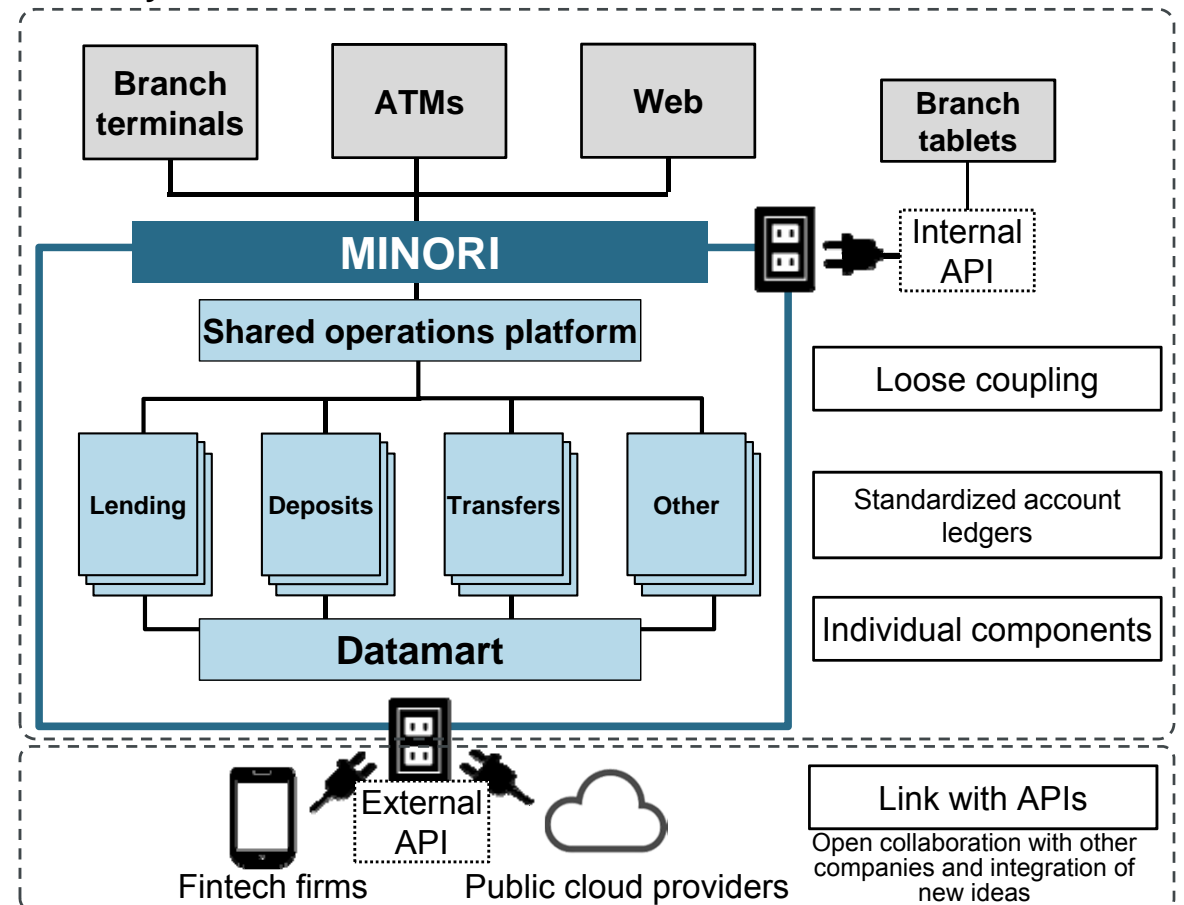 Branch
terminals
ATMs
Web
Branch
tablets
MINORI
Internal
API
Shared operations platform
Loose coupling
Lending
Deposits
Transfers
Other
Standardized account
ledgers
Individual components
Datamart
External
API
Link with APIs
Open collaboration with other
companies and integration of
new ideas
Fintech firms
Public cloud providers